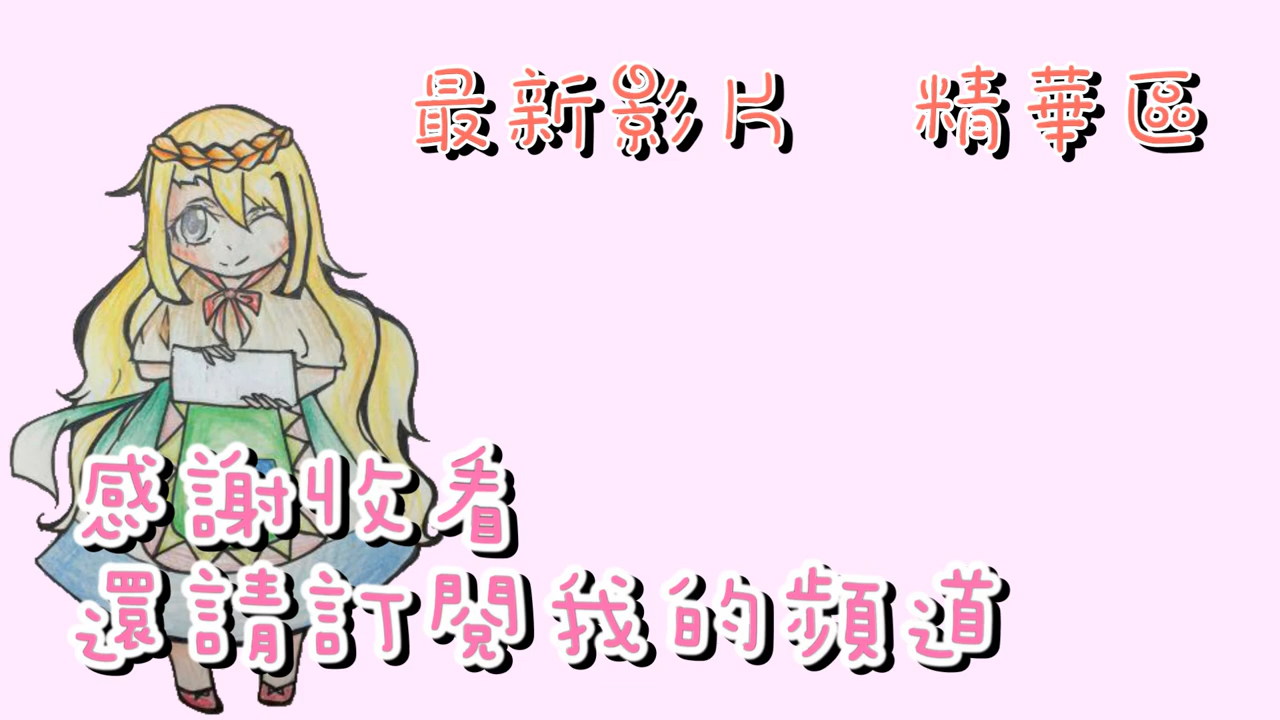 最新影片 精華區
感謝收看
還請訂閱我的頻道